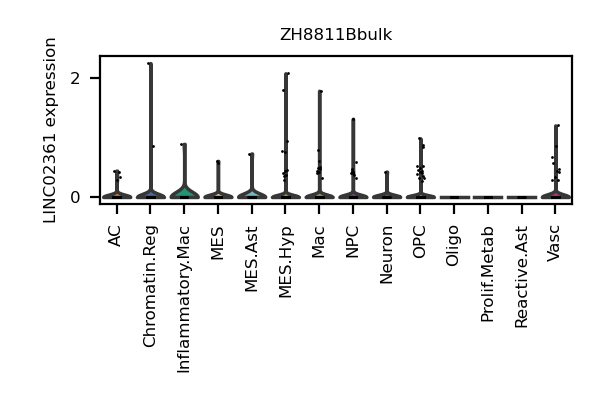 ZH8811Bbulk
LINC02361 expression
2
0
AC
Chromatin.Reg
Inflammatory.Mac
MES
MES.Ast
MES.Hyp
Mac
NPC
Neuron
OPC
Oligo
Prolif.Metab
Reactive.Ast
Vasc